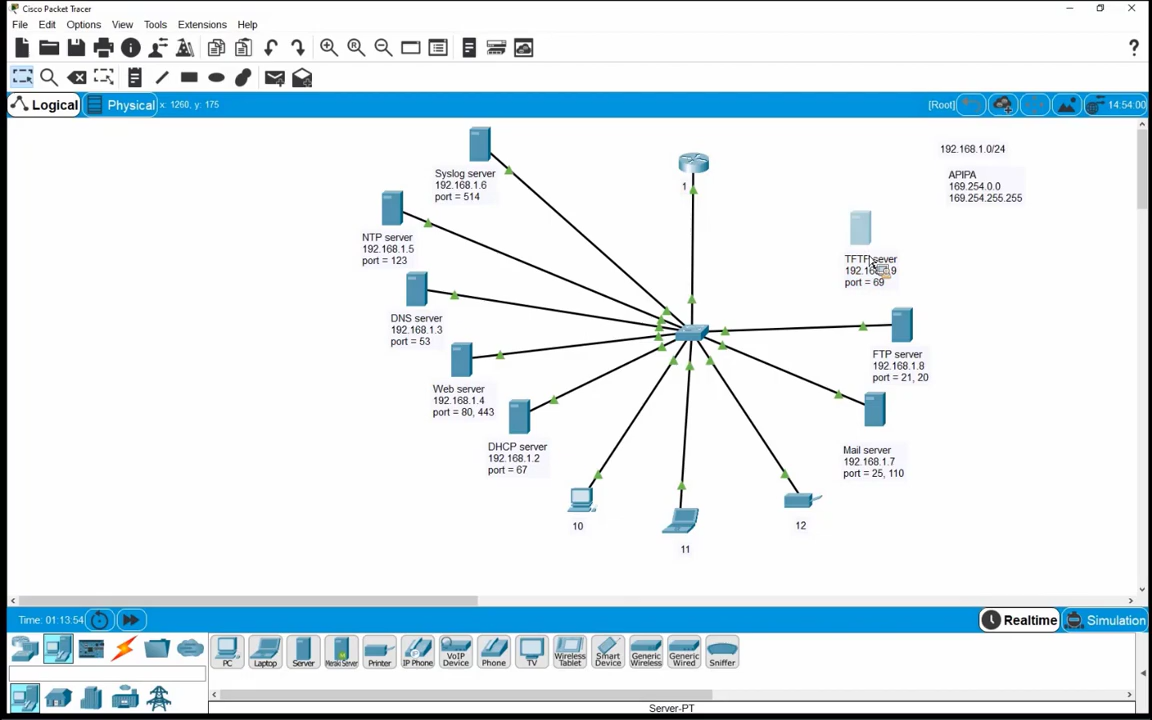 Cisco Packet Tracer
File Edit Options View Tools Extensions Help
?
Logical Physical x: 1260, y: 175 [Root] 14:54:00
Syslog server
192.168.1.6
port = 514
1
192.168.1.0/24
APIPA
169.254.0.0
169.254.255.255
NTP server
192.168.1.5
port = 123
TFTP sever
port = 69
DNS server
192.168.1.3
port = 53
FTP server
192.168.1.8
port = 21, 20
Web server
192.168.1.4
port = 80, 443
DHCP server
192.168.1.2
port = 67
Mail server
192.168.1.7
port = 25, 110
10
11
12
Time: 01:13:54 Realtime Simulation
PC Laptop Server Meraki Server Printer IP Phone VoIP Device Phone TV Wireless Tablet Smart Device Generic Wireless Generic Wired Sniffer
Server-PT